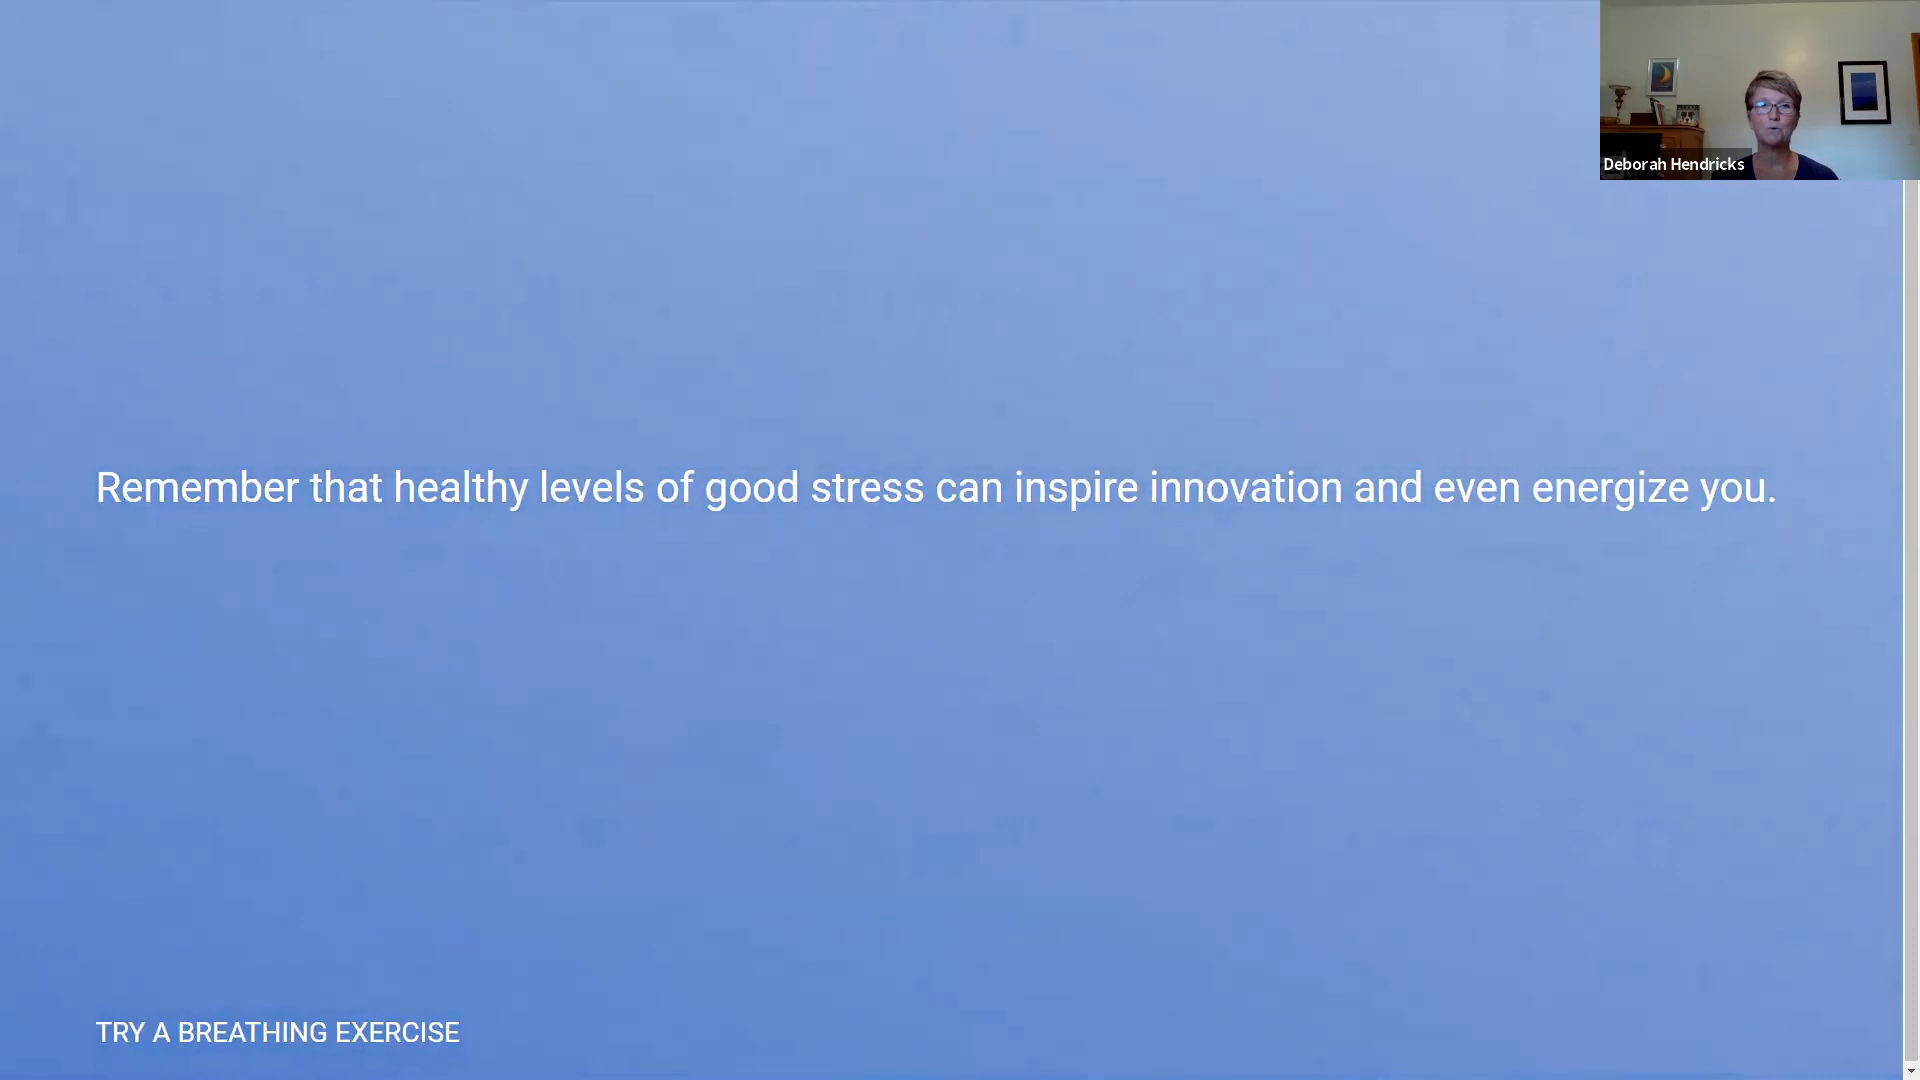 Deborah Hendricks
Remember that healthy levels of good stress can inspire innovation and even energize you.
TRY A BREATHING EXERCISE